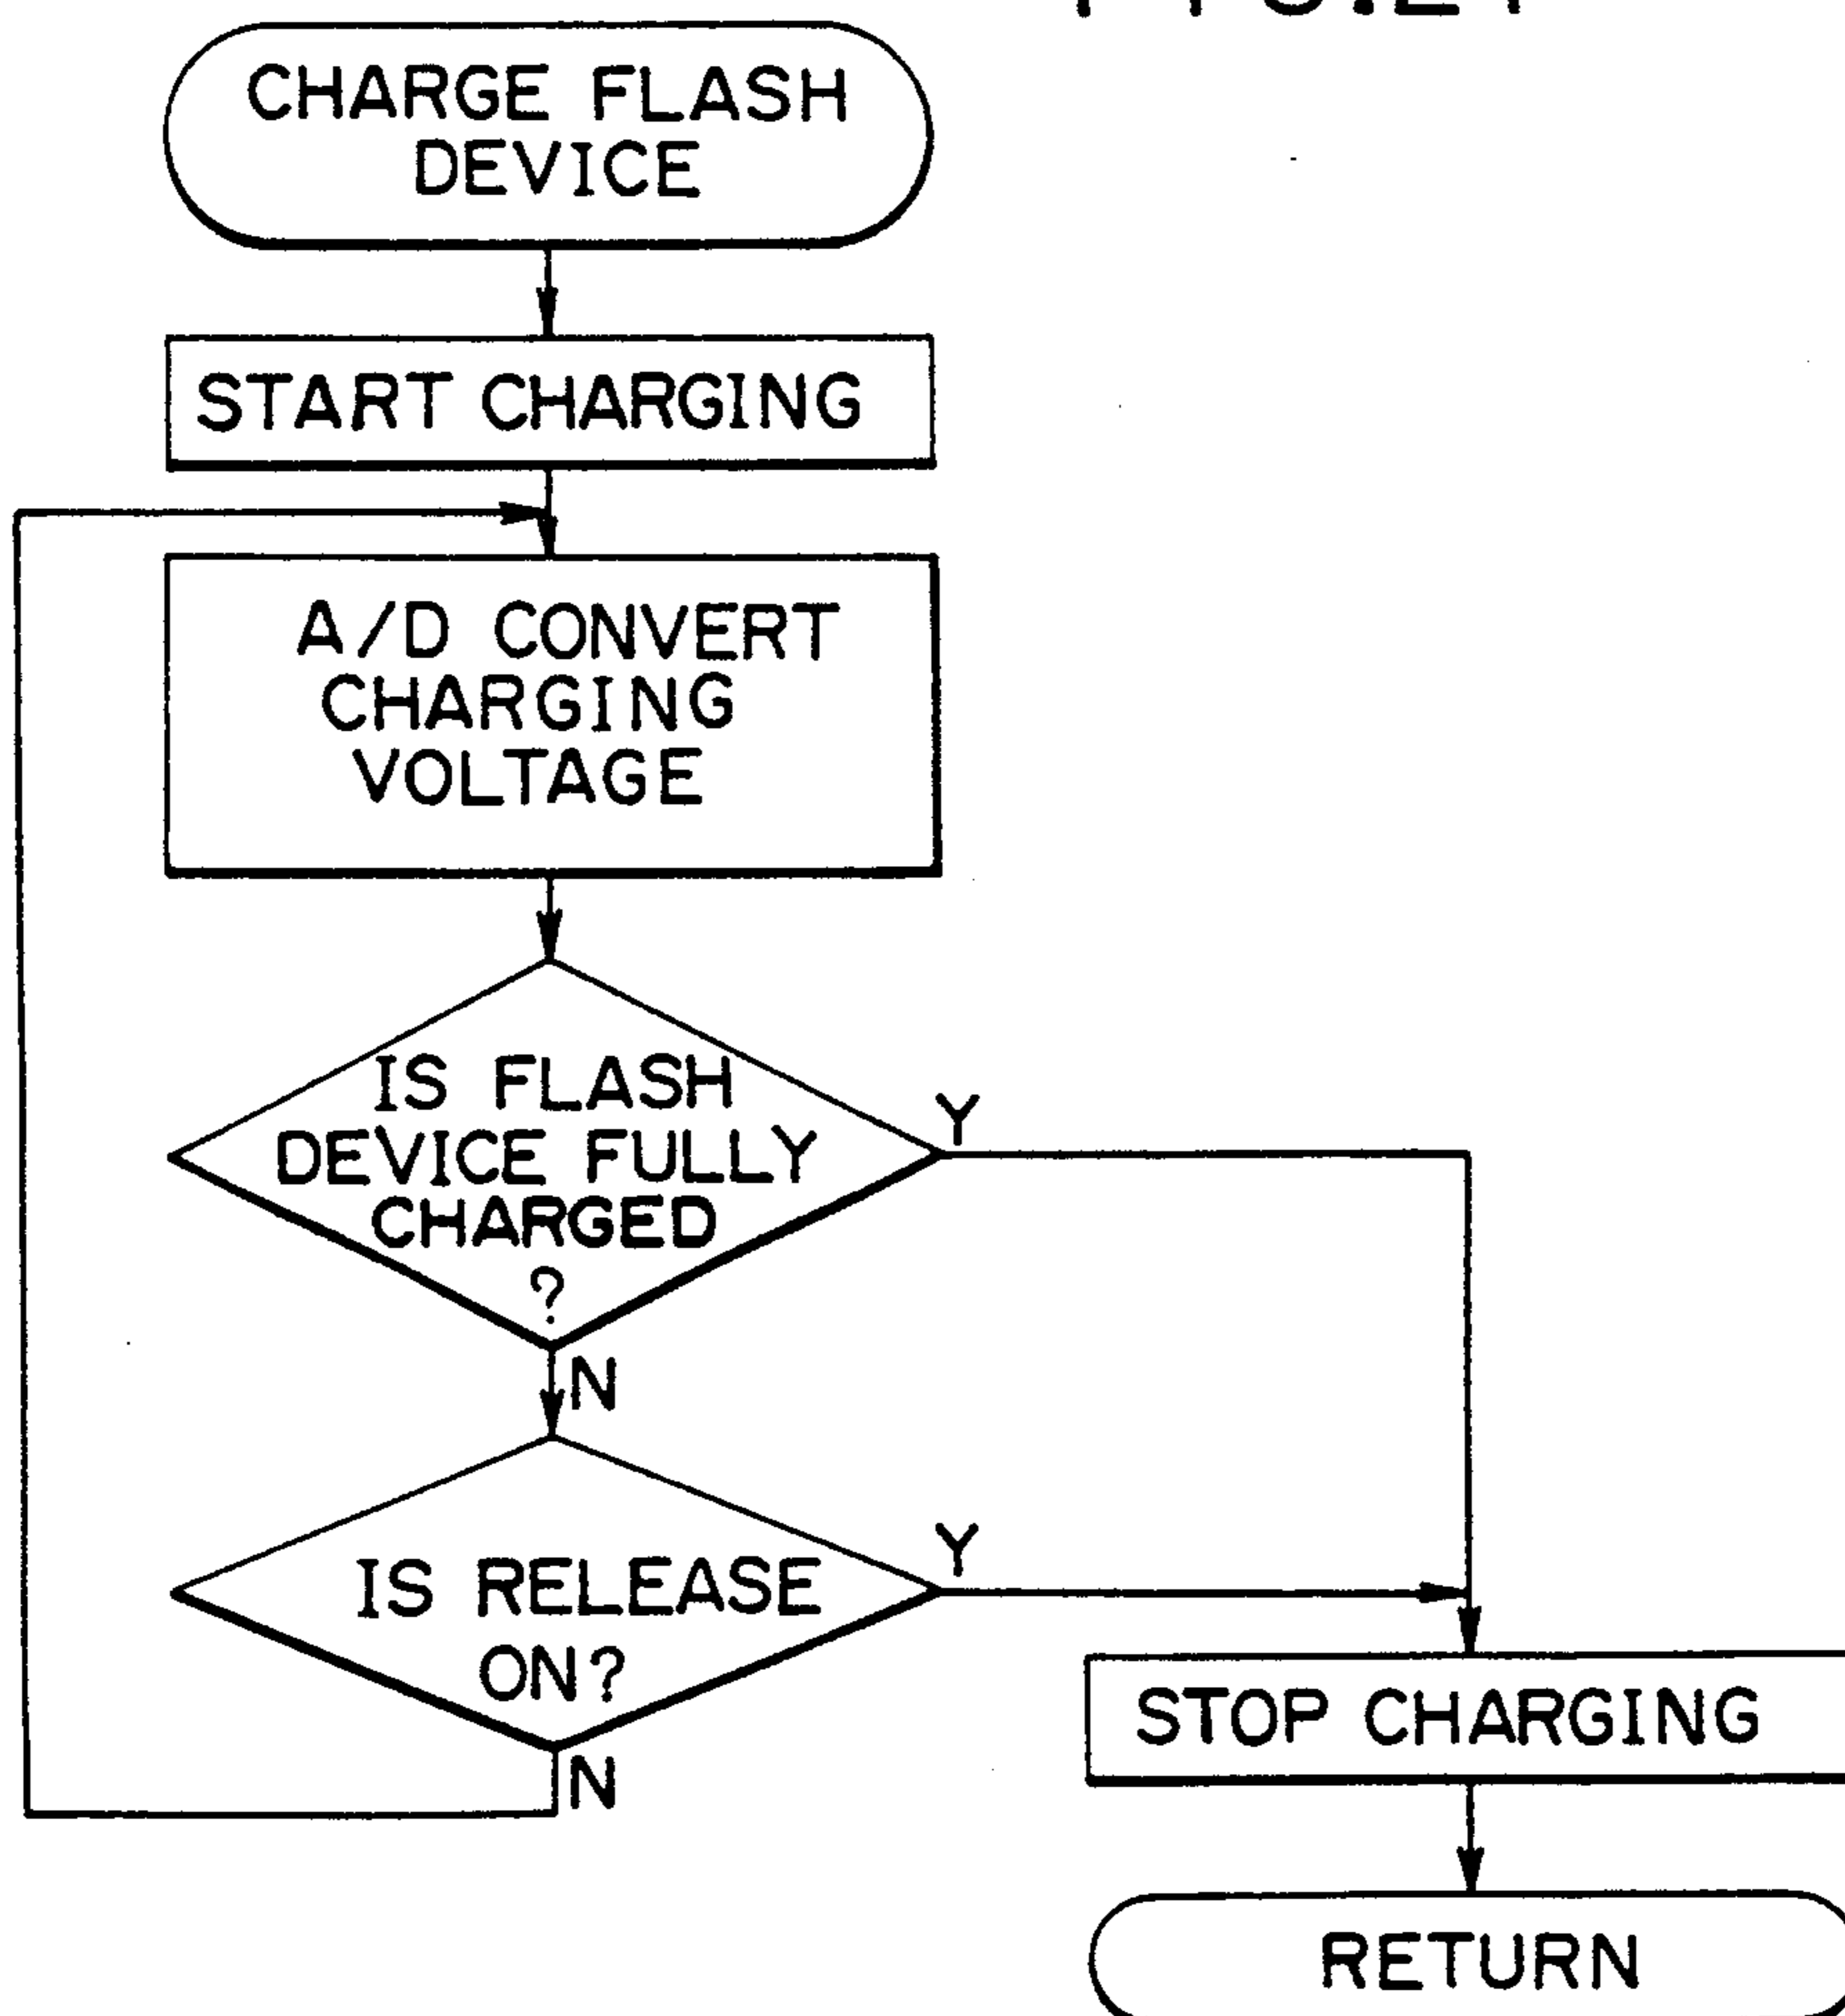 CHARGE FLASH
DEVICE
START CHARGING
A/D CONVERT
CHARGING
VOLTAGE
IS FLASH
DEVICE FULLY
CHARGED
?
Y
N
IS RELEASE
ON?
Y
N
STOP CHARGING
RETURN